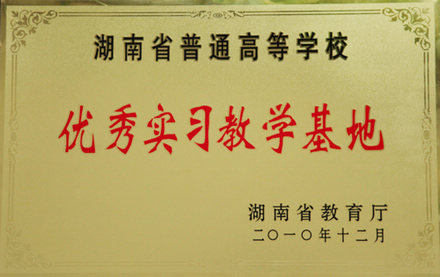 湖南省普通高等学校
优秀实习教学基地
湖南省教育厅
二〇一〇年十二月